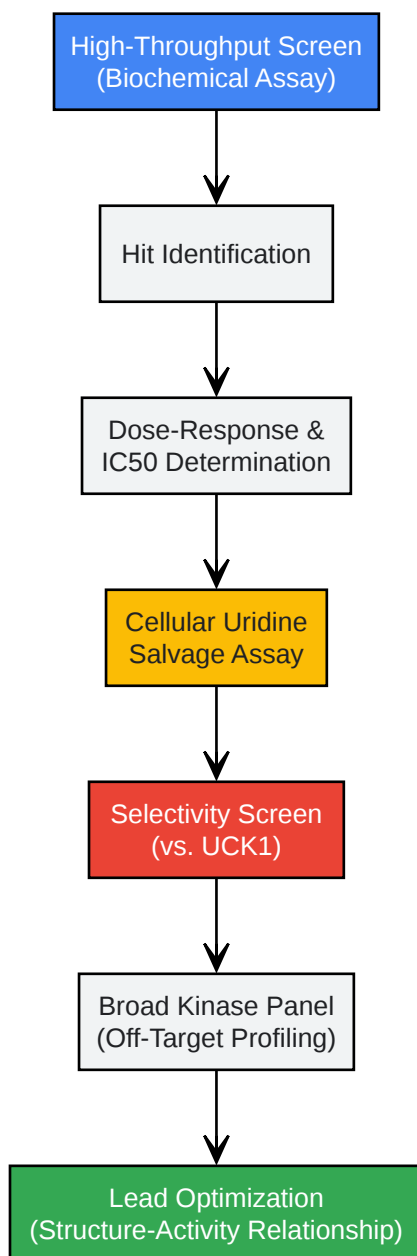 High-Throughput Screen
(Biochemical Assay)
Hit Identification
Dose-Response &
IC50 Determination
Cellular Uridine
Salvage Assay
Selectivity Screen
(vs. UCK1)
Broad Kinase Panel
(Off-Target Profiling)
Lead Optimization
(Structure-Activity Relationship)